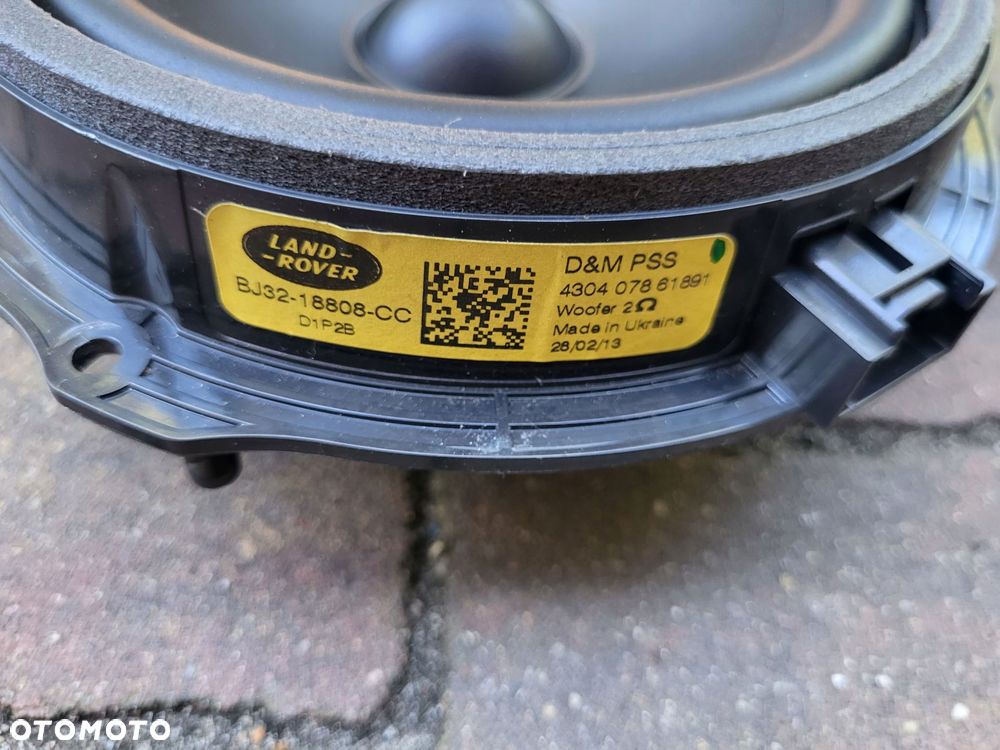 LAND-
-ROVER
BJ32-18808-CC
D1P2B
D&M PSS
4304 078 61891
Woofer 2Ω
Made in Ukraine
28/02/13
OTOMOTO